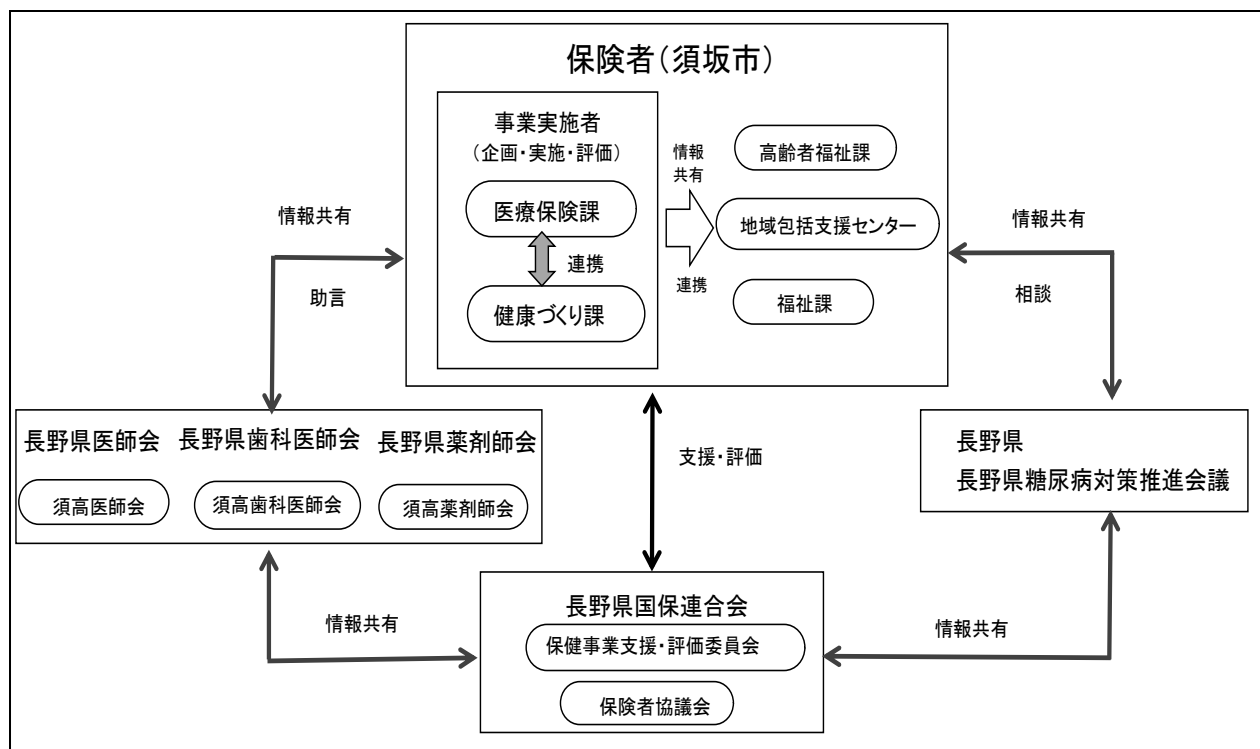 保険者(須坂市)
事業実施者
(企画・実施・評価)
医療保険課
連携
健康づくり課
情報
共有
連携
高齢者福祉課
地域包括支援センター
福祉課
情報共有
助言
情報共有
相談
長野県医師会
長野県歯科医師会
長野県薬剤師会
須高医師会
須高歯科医師会
須高薬剤師会
支援・評価
長野県
長野県糖尿病対策推進会議
情報共有
長野県国保連合会
保健事業支援・評価委員会
保険者協議会
情報共有